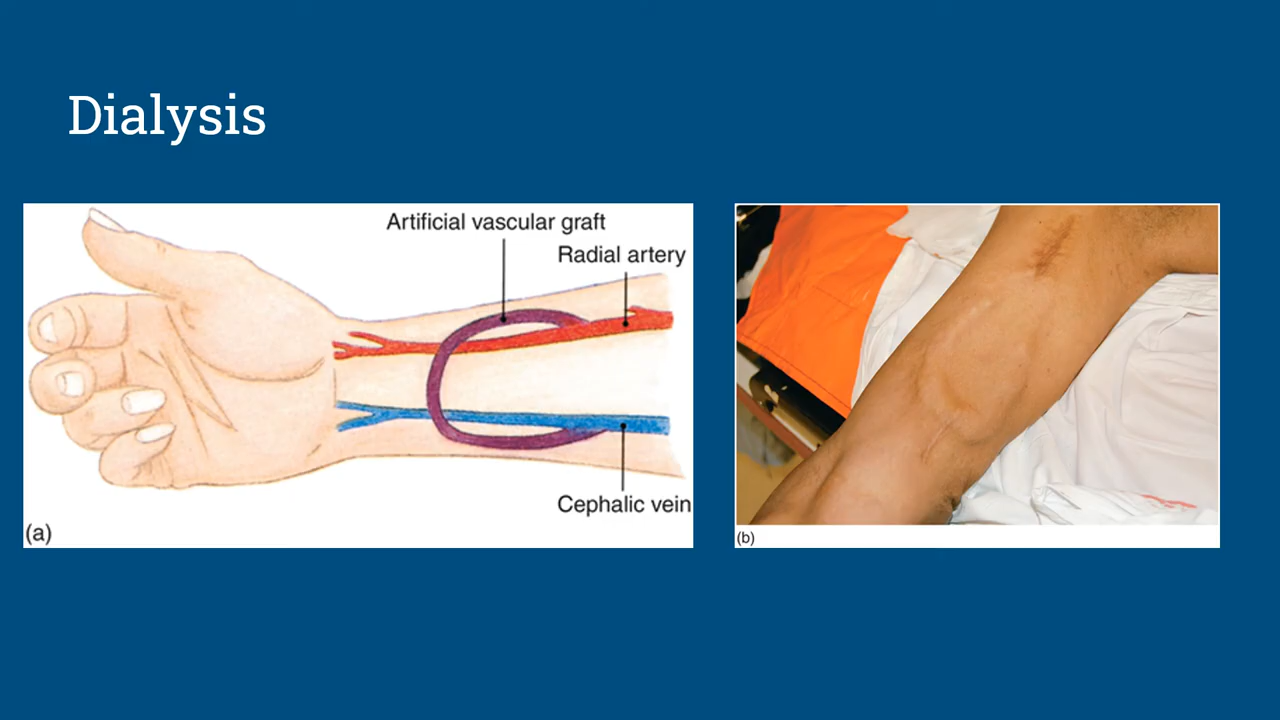 Dialysis
Artificial vascular graft
Radial artery
Cephalic vein
(a)
(b)